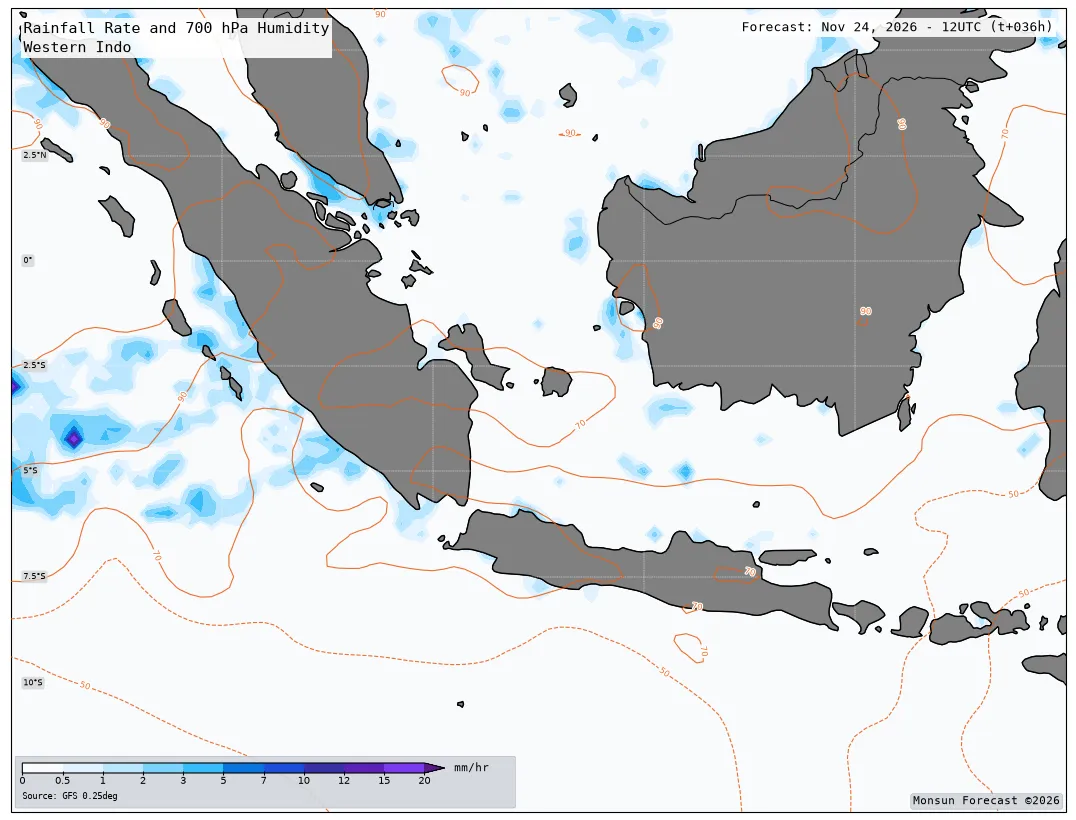 Rainfall Rate and 700 hPa Humidity
Western Indo
Forecast: Nov 24, 2026 - 12UTC (t+036h)
90
90
90
90
90
90
70
2.5°N
0°
90
90
2.5°S
90
70
5°S
50
70
7.5°S
70
50
70
70
50
10°S
50
mm/hr
0 0.5 1 2 3 5 7 10 12 15 20
Source: GFS 0.25deg
Monsun Forecast ©2026